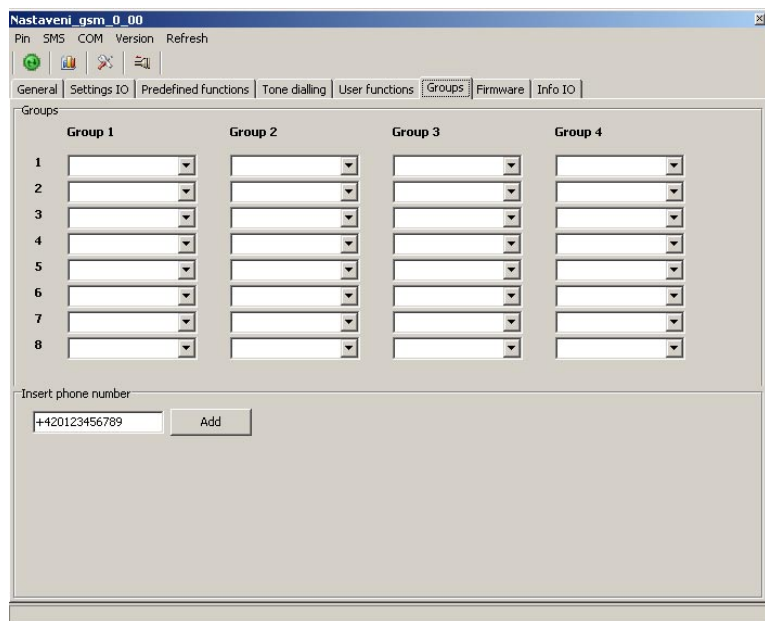 Nastaveni_gsm_0_00
Pin SMS COM Version Refresh
General Settings IO Predefined functions Tone dialling User functions Groups Firmware Info IO
Groups
Group 1 Group 2 Group 3 Group 4
1
2
3
4
5
6
7
8
Insert phone number
+420123456789 Add